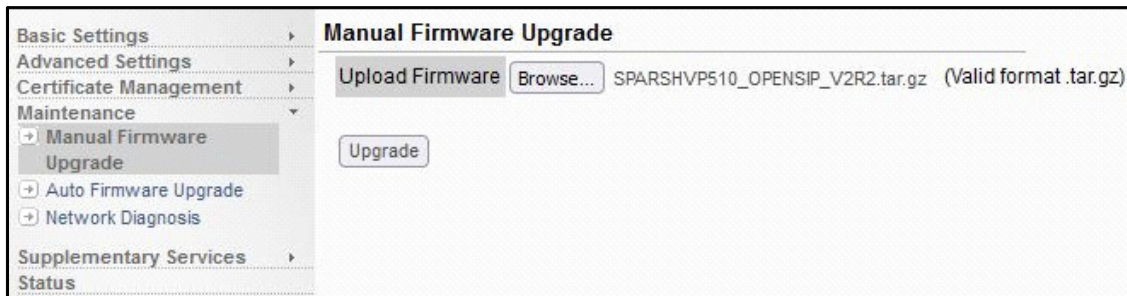 Basic Settings
Advanced Settings
Certificate Management
Maintenance
Manual Firmware
Upgrade
Auto Firmware Upgrade
Network Diagnosis
Supplementary Services
Status
Manual Firmware Upgrade
Upload Firmware Browse... SPARSHVP510_OPENSIP_V2R2.tar.gz (Valid format .tar.gz)
Upgrade